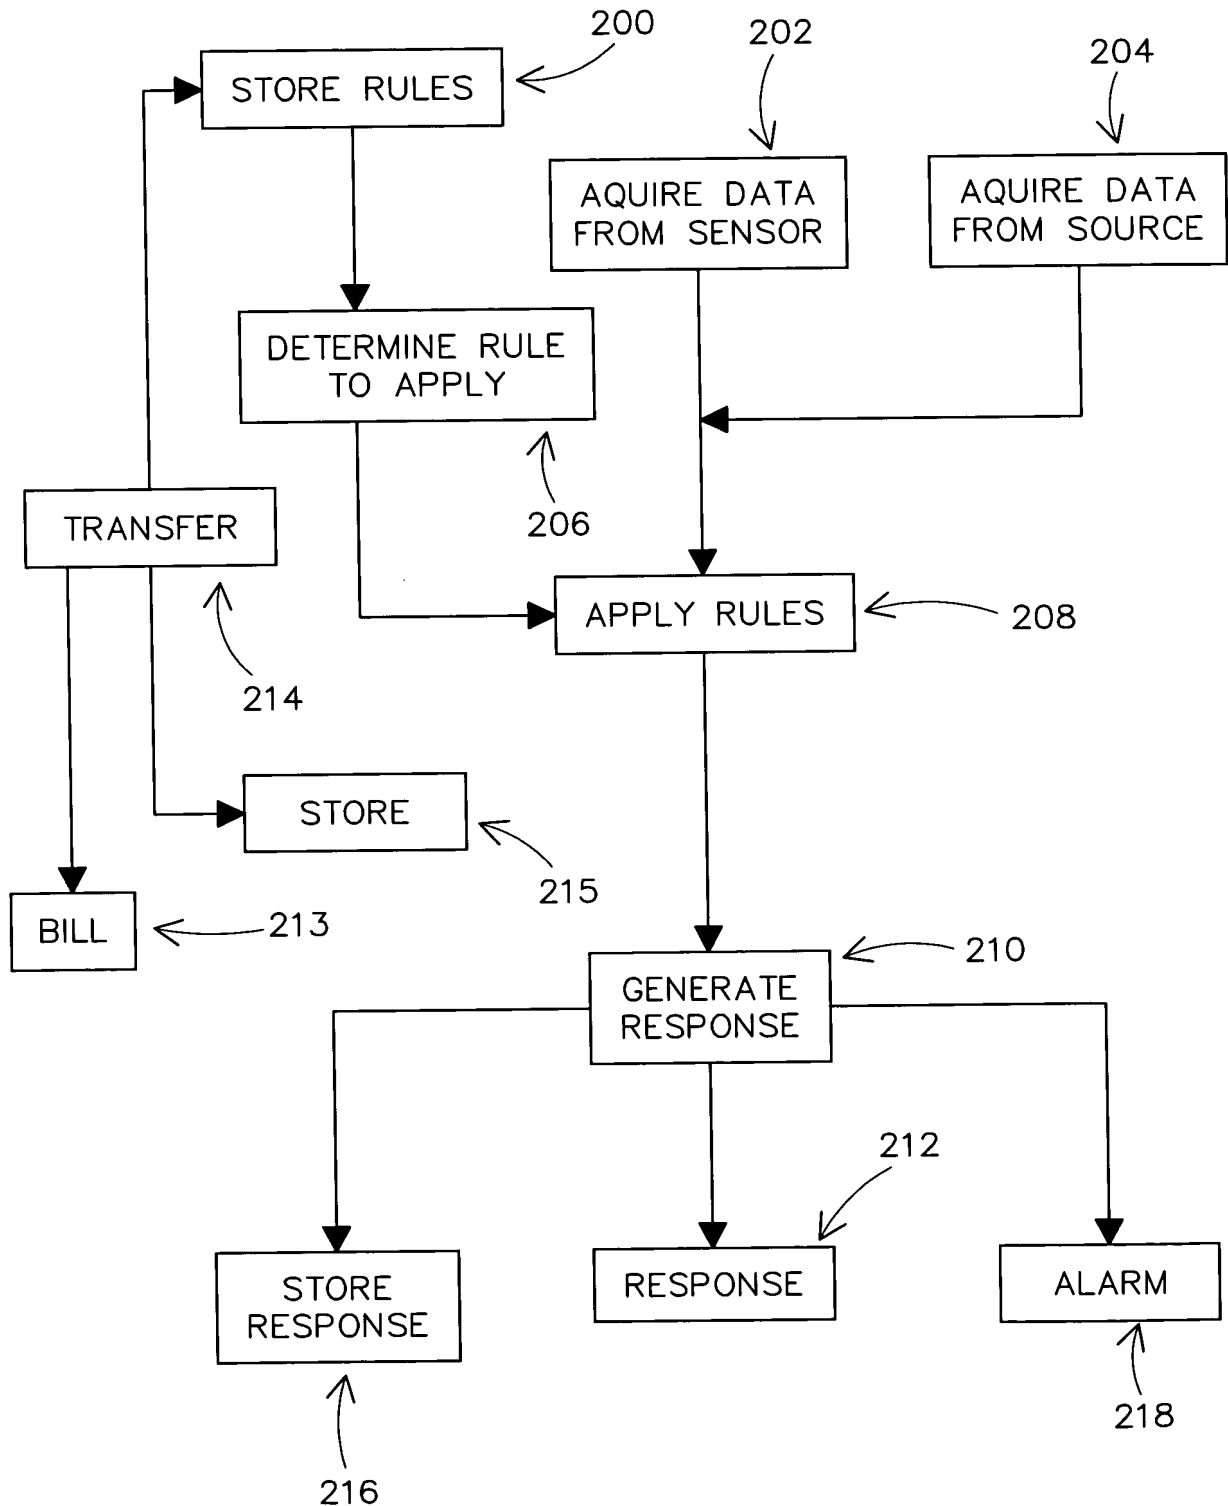 200
202
204
STORE RULES
AQUIRE DATA
FROM SENSOR
AQUIRE DATA
FROM SOURCE
DETERMINE RULE
TO APPLY
206
TRANSFER
APPLY RULES
208
214
STORE
215
BILL
213
210
GENERATE
RESPONSE
212
STORE
RESPONSE
RESPONSE
ALARM
216
218